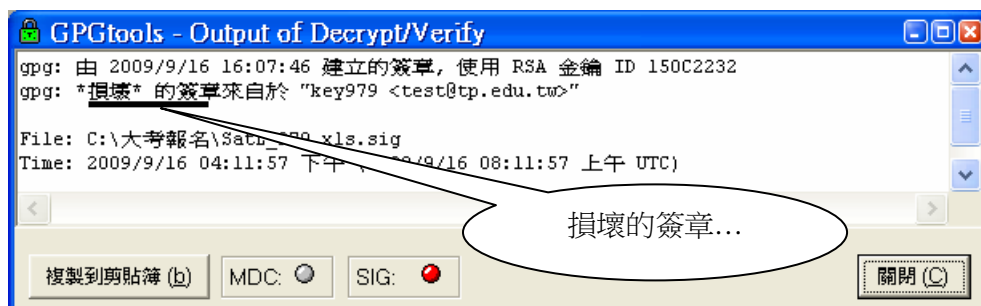 GPGtools - Output of Decrypt/Verify
gpg: 由 2009/9/16 16:07:46 建立的簽章, 使用 RSA 金鑰 ID 150C2232
gpg: *損壞* 的簽章來自於 "key979 <test@tp.edu.tw>"
File: C:\大考報名\Sat 979.xls.sig
Time: 2009/9/16 04:11:57 下午 /9/16 08:11:57 上午 UTC)
損壞的簽章…
複製到剪貼簿 (b)
MDC:
SIG:
關閉 (C)